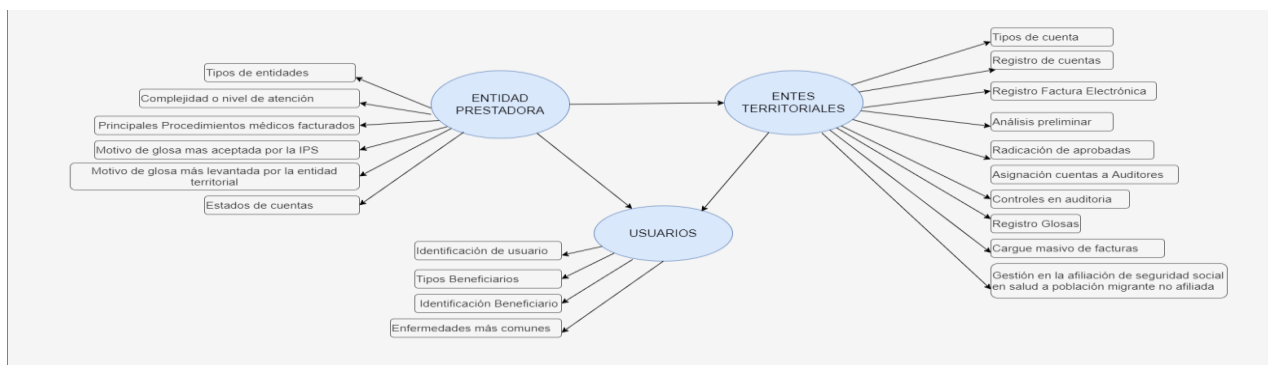 ENTIDAD
PRESTADORA
Tipos de entidades
Complejidad o nivel de atención
Principales Procedimientos médicos facturados
Motivo de glosa mas aceptada por la IPS
Motivo de glosa más levantada por la entidad
territorial
Estados de cuentas
ENTES
TERRITORIALES
Tipos de cuenta
Registro de cuentas
Registro Factura Electrónica
Análisis preliminar
Radicación de aprobadas
Asignación cuentas a Auditores
Controles en auditoria
Registro Glosas
Cargue masivo de facturas
Gestión en la afiliación de seguridad social
en salud a población migrante no afiliada
USUARIOS
Identificación de usuario
Tipos Beneficiarios
Identificación Beneficiario
Enfermedades más comunes